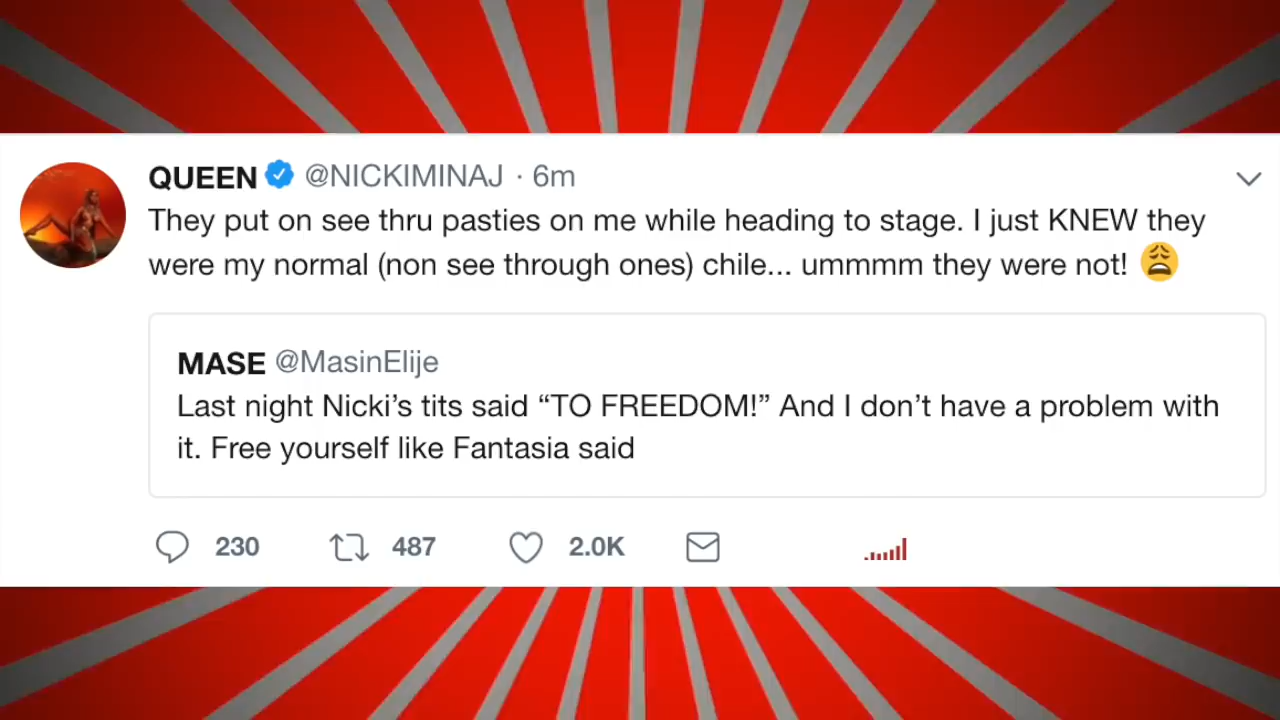 QUEEN @NICKIMINAJ · 6m
They put on see thru pasties on me while heading to stage. I just KNEW they
were my normal (non see through ones) chile... ummmm they were not! 😩
MASE @MasinElije
Last night Nicki’s tits said “TO FREEDOM!” And I don’t have a problem with
it. Free yourself like Fantasia said
230 487 2.0K